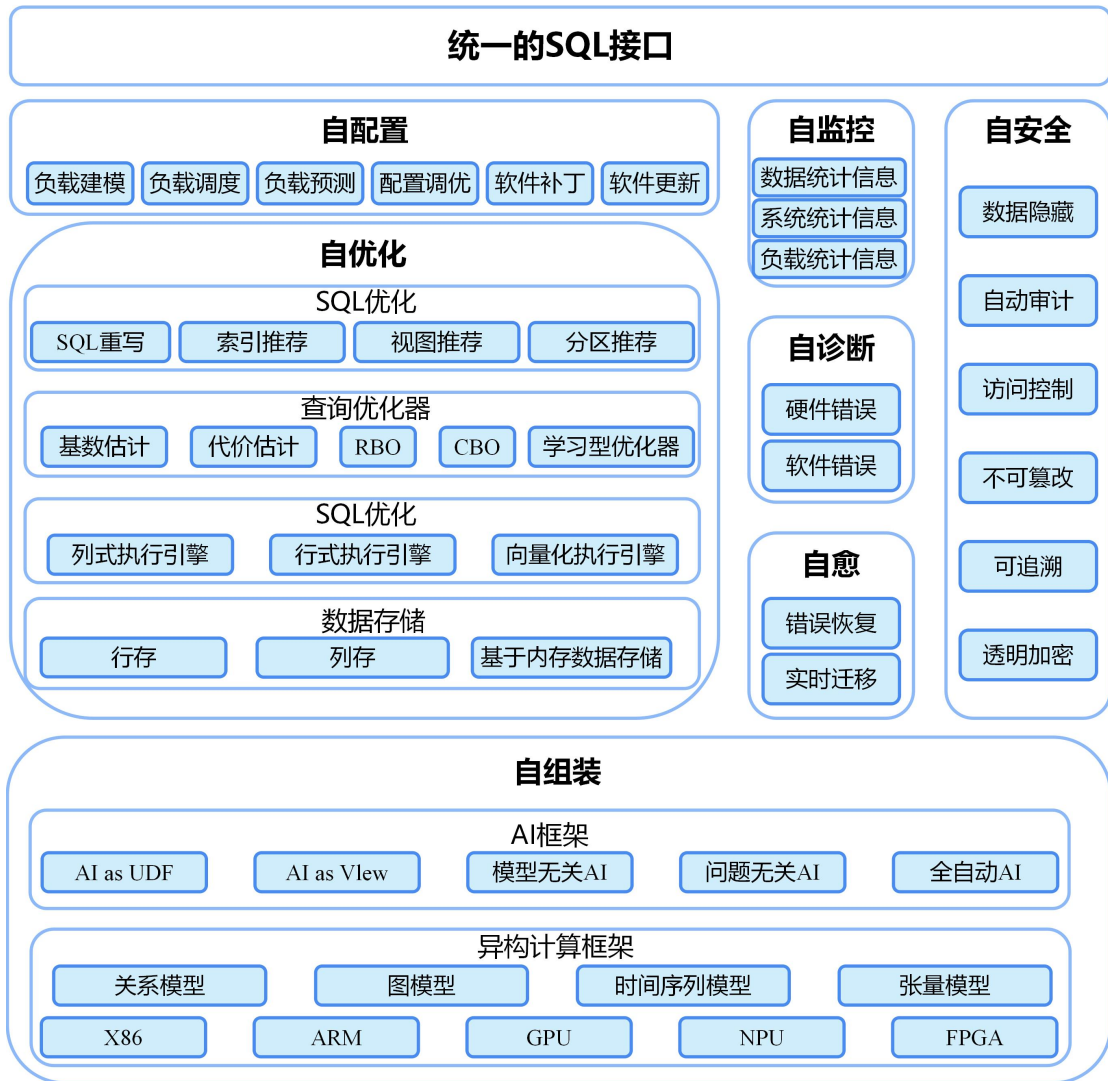 统一的SQL接口
自配置
负载建模
负载调度
负载预测
配置调优
软件补丁
软件更新
自优化
SQL优化
SQL重写
索引推荐
视图推荐
分区推荐
查询优化器
基数估计
代价估计
RBO
CBO
学习型优化器
SQL优化
列式执行引擎
行式执行引擎
向量化执行引擎
数据存储
行存
列存
基于内存数据存储
自监控
数据统计信息
系统统计信息
负载统计信息
自诊断
硬件错误
软件错误
自愈
错误恢复
实时迁移
自安全
数据隐藏
自动审计
访问控制
不可篡改
可追溯
透明加密
自组装
AI框架
AI as UDF
AI as Vlew
模型无关AI
问题无关AI
全自动AI
异构计算框架
关系模型
图模型
时间序列模型
张量模型
X86
ARM
GPU
NPU
FPGA